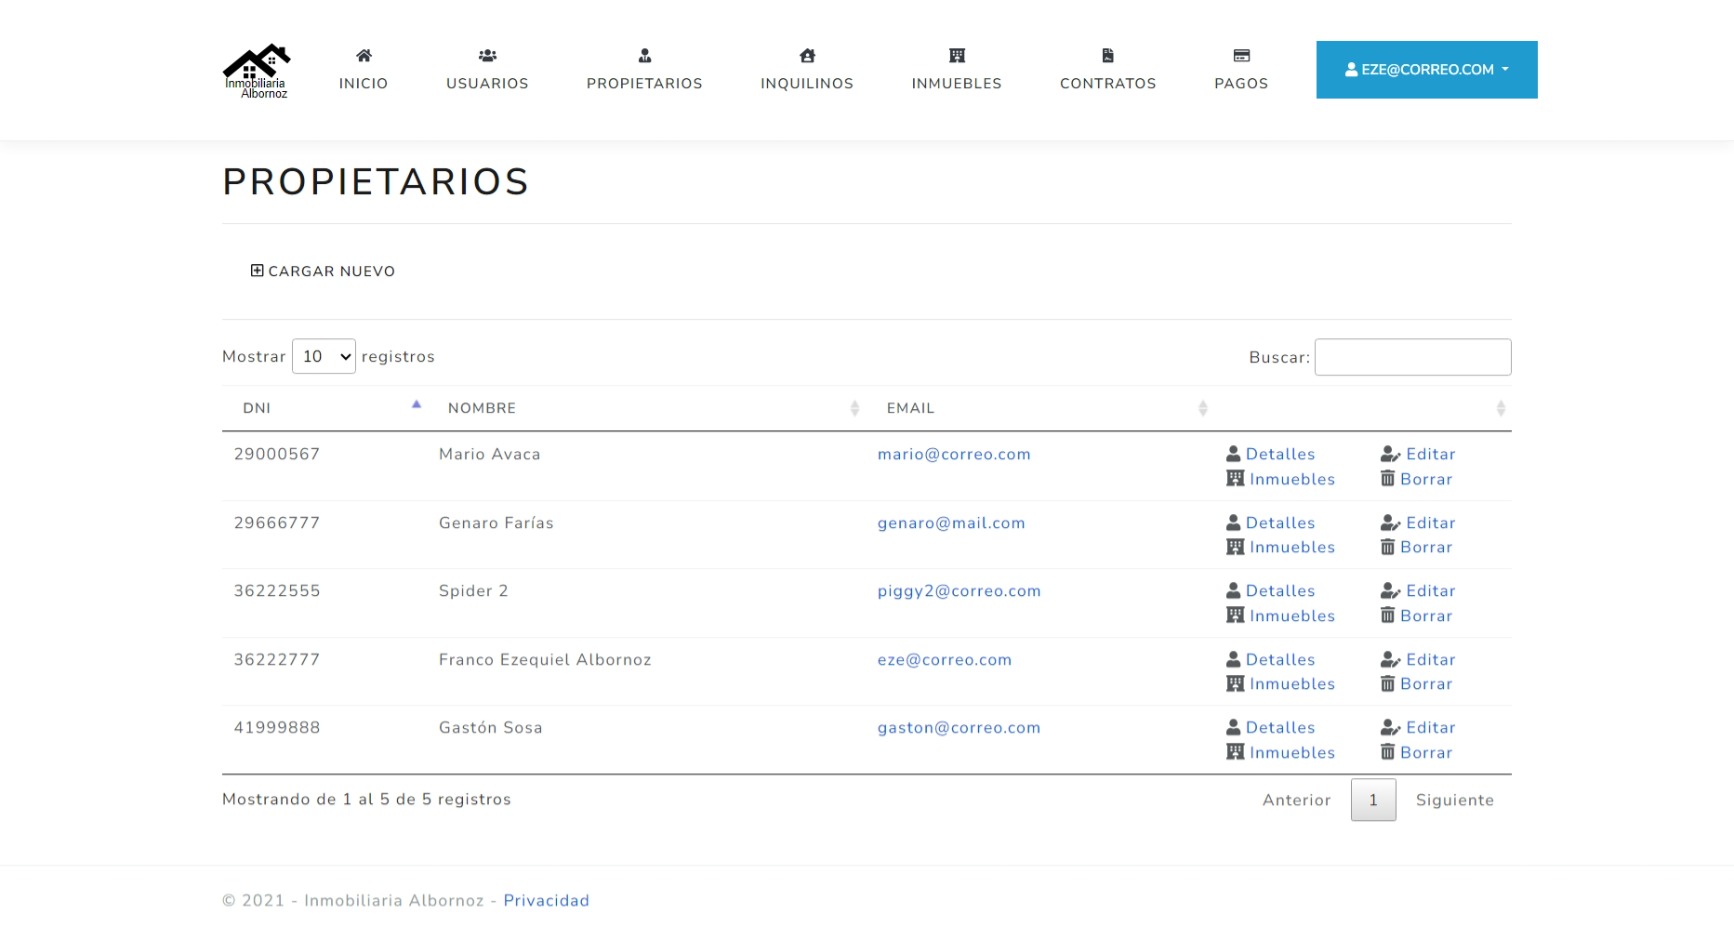 Inmobiliaria
Albornoz
INICIO
USUARIOS
PROPIETARIOS
INQUILINOS
INMUEBLES
CONTRATOS
PAGOS
EZE@CORREO.COM
PROPIETARIOS
CARGAR NUEVO
Mostrar 10 registros
Buscar:
DNI NOMBRE EMAIL
29000567 Mario Avaca mario@correo.com Detalles Editar
Inmuebles Borrar
29666777 Genaro Farías genaro@mail.com Detalles Editar
Inmuebles Borrar
36222555 Spider 2 piggy2@correo.com Detalles Editar
Inmuebles Borrar
36222777 Franco Ezequiel Albornoz eze@correo.com Detalles Editar
Inmuebles Borrar
41999888 Gastón Sosa gaston@correo.com Detalles Editar
Inmuebles Borrar
Mostrando de 1 al 5 de 5 registros
Anterior 1 Siguiente
© 2021 - Inmobiliaria Albornoz - Privacidad